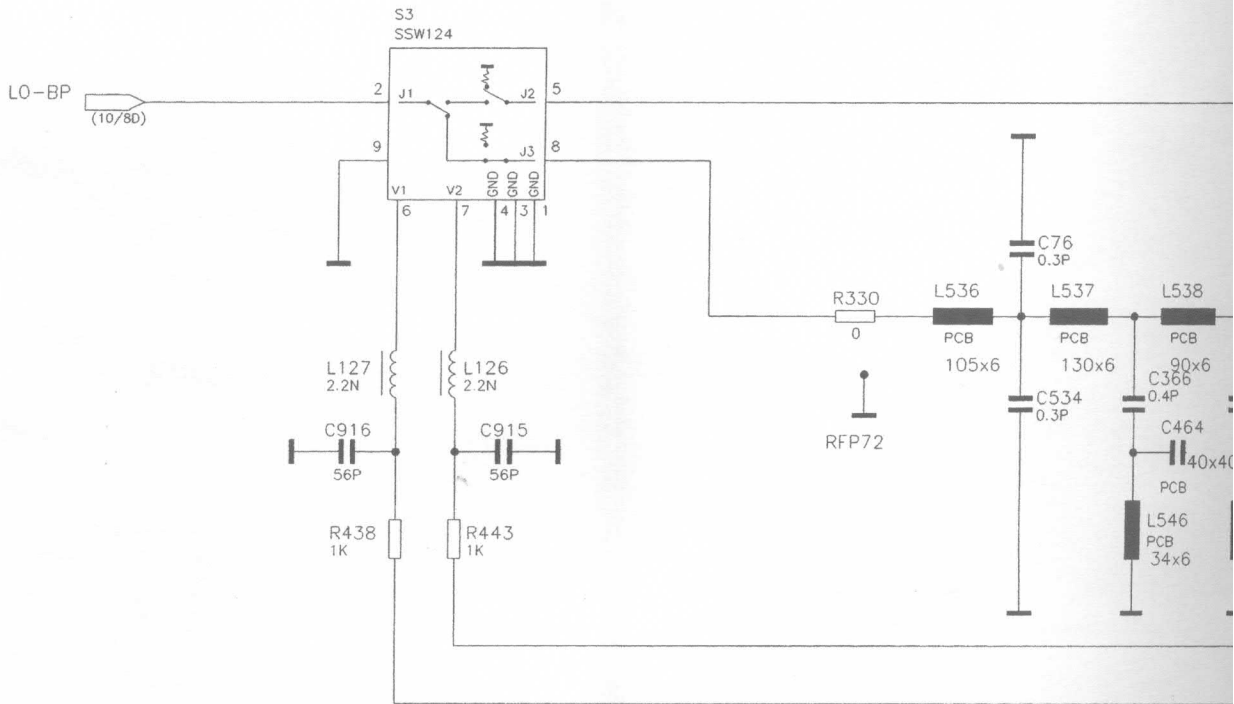 S3
SSW124
LO-BP
(10/8D)
2
J1
J2
5
9
J3
8
V1
V2
GND
GND
GND
6
7
4
3
1
C76
0.3P
R330
0
L536
PCB
105x6
L537
PCB
130x6
L538
PCB
90x6
L127
2.2N
L126
2.2N
RFP72
C534
0.3P
C366
0.4P
C464
40x40
PCB
C916
56P
C915
56P
R438
1K
R443
1K
L546
PCB
34x6